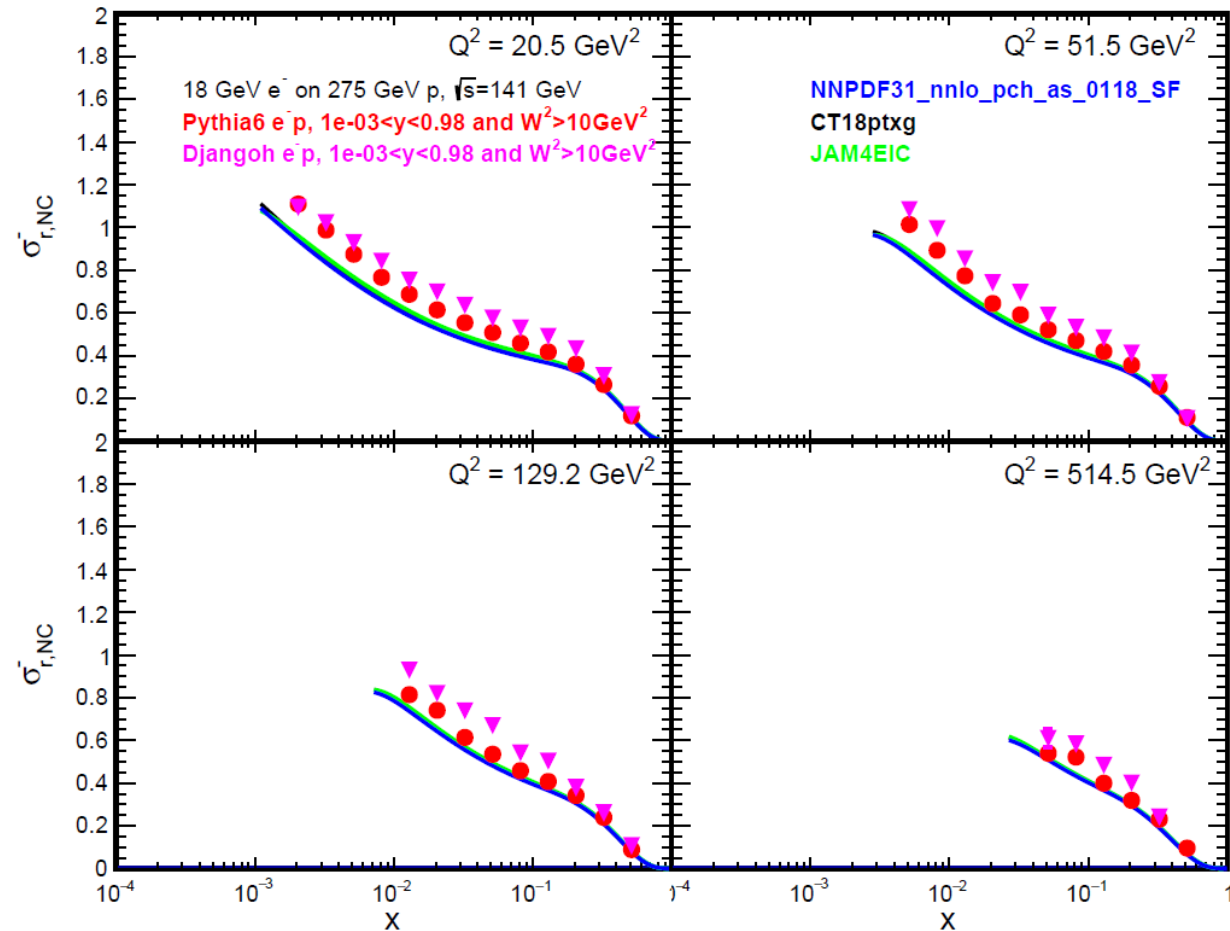 Q² = 20.5 GeV²
18 GeV e⁻ on 275 GeV p, √s=141 GeV
Pythia6 e⁻p, 1e-03<y<0.98 and W²>10GeV²
Djangoh e⁻p, 1e-03<y<0.98 and W²>10GeV²
2
1.8
1.6
1.4
1.2
1
0.8
0.6
0.4
0.2
σ⁻r,NC
Q² = 51.5 GeV²
NNPDF31_nnlo_pch_as_0118_SF
CT18ptxg
JAM4EIC
Q² = 129.2 GeV²
2
1.8
1.6
1.4
1.2
1
0.8
0.6
0.4
0.2
0
σ⁻r,NC
10⁻⁴ 10⁻³ 10⁻² 10⁻¹
x
Q² = 514.5 GeV²
⁻⁴ 10⁻³ 10⁻² 10⁻¹ 1
x